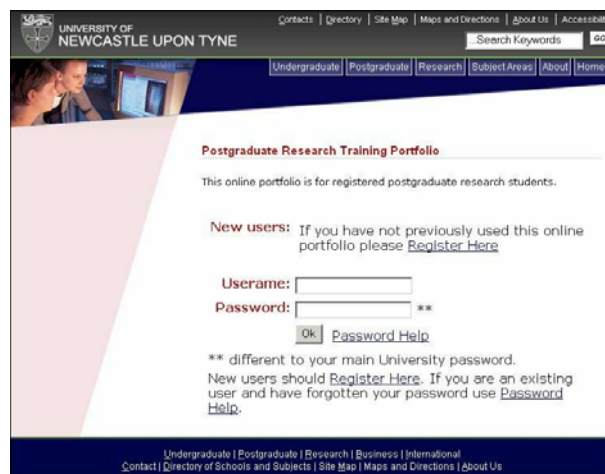 UNIVERSITY OF
NEWCASTLE UPON TYNE
Contacts | Directory | Site Map | Maps and Directions | About Us | Accessibili
...Search Keywords GO
Undergraduate Postgraduate Research Subject Areas About Home
Postgraduate Research Training Portfolio
This online portfolio is for registered postgraduate research students.
New users: If you have not previously used this online
portfolio please Register Here
Userame:
Password: **
Ok Password Help
** different to your main University password.
New users should Register Here. If you are an existing
user and have forgotten your password use Password
Help.
Undergraduate | Postgraduate | Research | Business | International
Contact | Directory of Schools and Subjects | Site Map | Maps and Directions | About Us